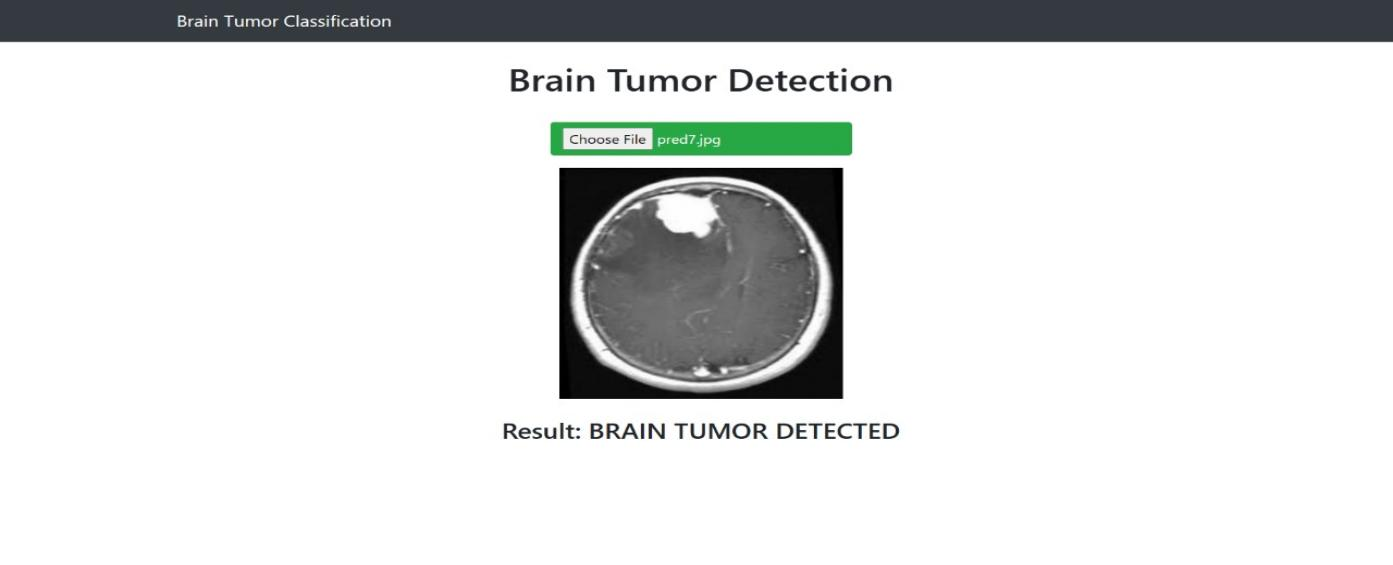 Brain Tumor Classification
Brain Tumor Detection
Choose File pred7.jpg
Result: BRAIN TUMOR DETECTED